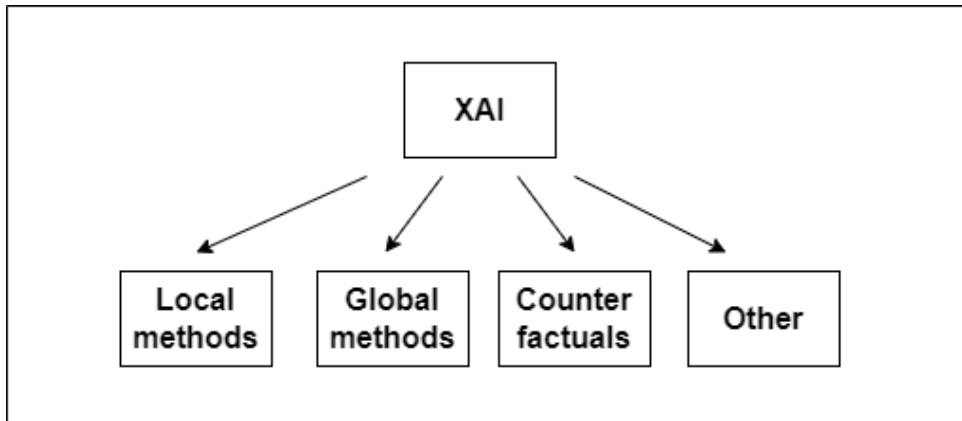 XAI
Local
methods
Global
methods
Counter
factuals
Other